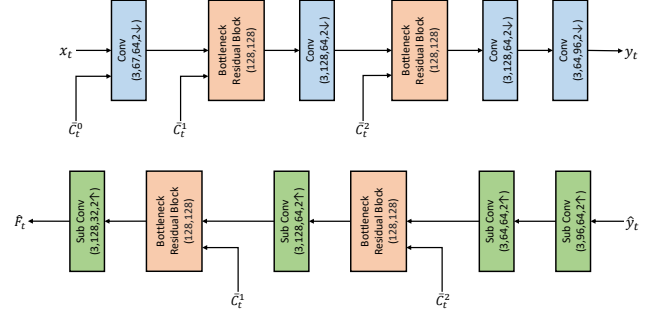 x_t
Conv
(3,67,64,2↓)
Bottleneck
Residual Block
(128,128)
Conv
(3,128,64,2↓)
Bottleneck
Residual Block
(128,128)
Conv
(3,128,64,2↓)
Conv
(3,64,96,2↓)
y_t
C̄_t^0
C̄_t^1
C̄_t^2
F̂_t
Sub Conv
(3,128,32,2↑)
Bottleneck
Residual Block
(128,128)
Sub Conv
(3,128,64,2↑)
Bottleneck
Residual Block
(128,128)
Sub Conv
(3,64,64,2↑)
Sub Conv
(3,96,64,2↑)
ŷ_t
C̄_t^1
C̄_t^2